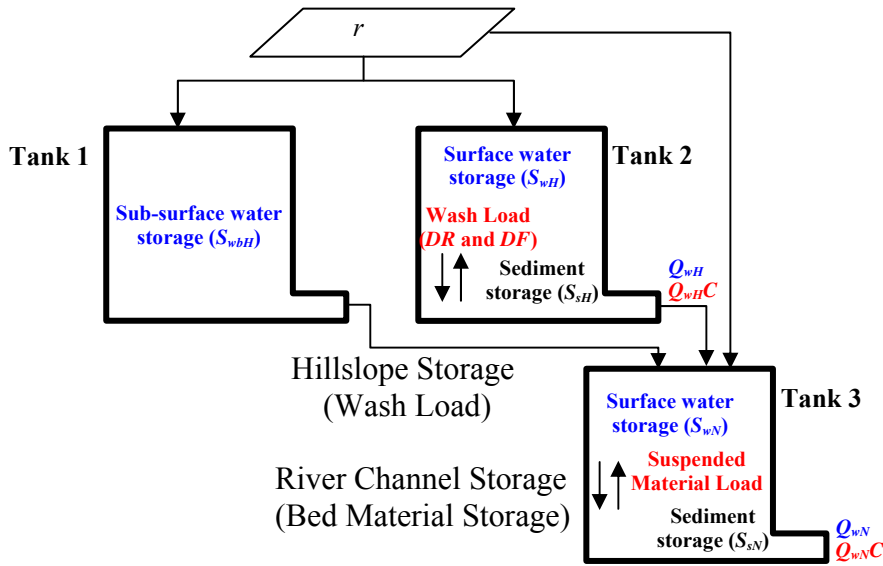 r
Tank 1
Sub-surface water
storage (SwbH)
Surface water
storage (SwH)
Tank 2
Wash Load
(DR and DF)
Sediment
storage (SsH)
QwH
QwHC
Hillslope Storage
(Wash Load)
Surface water
storage (SwN)
Tank 3
River Channel Storage
(Bed Material Storage)
Suspended
Material Load
Sediment
storage (SsN)
QwN
QwNC